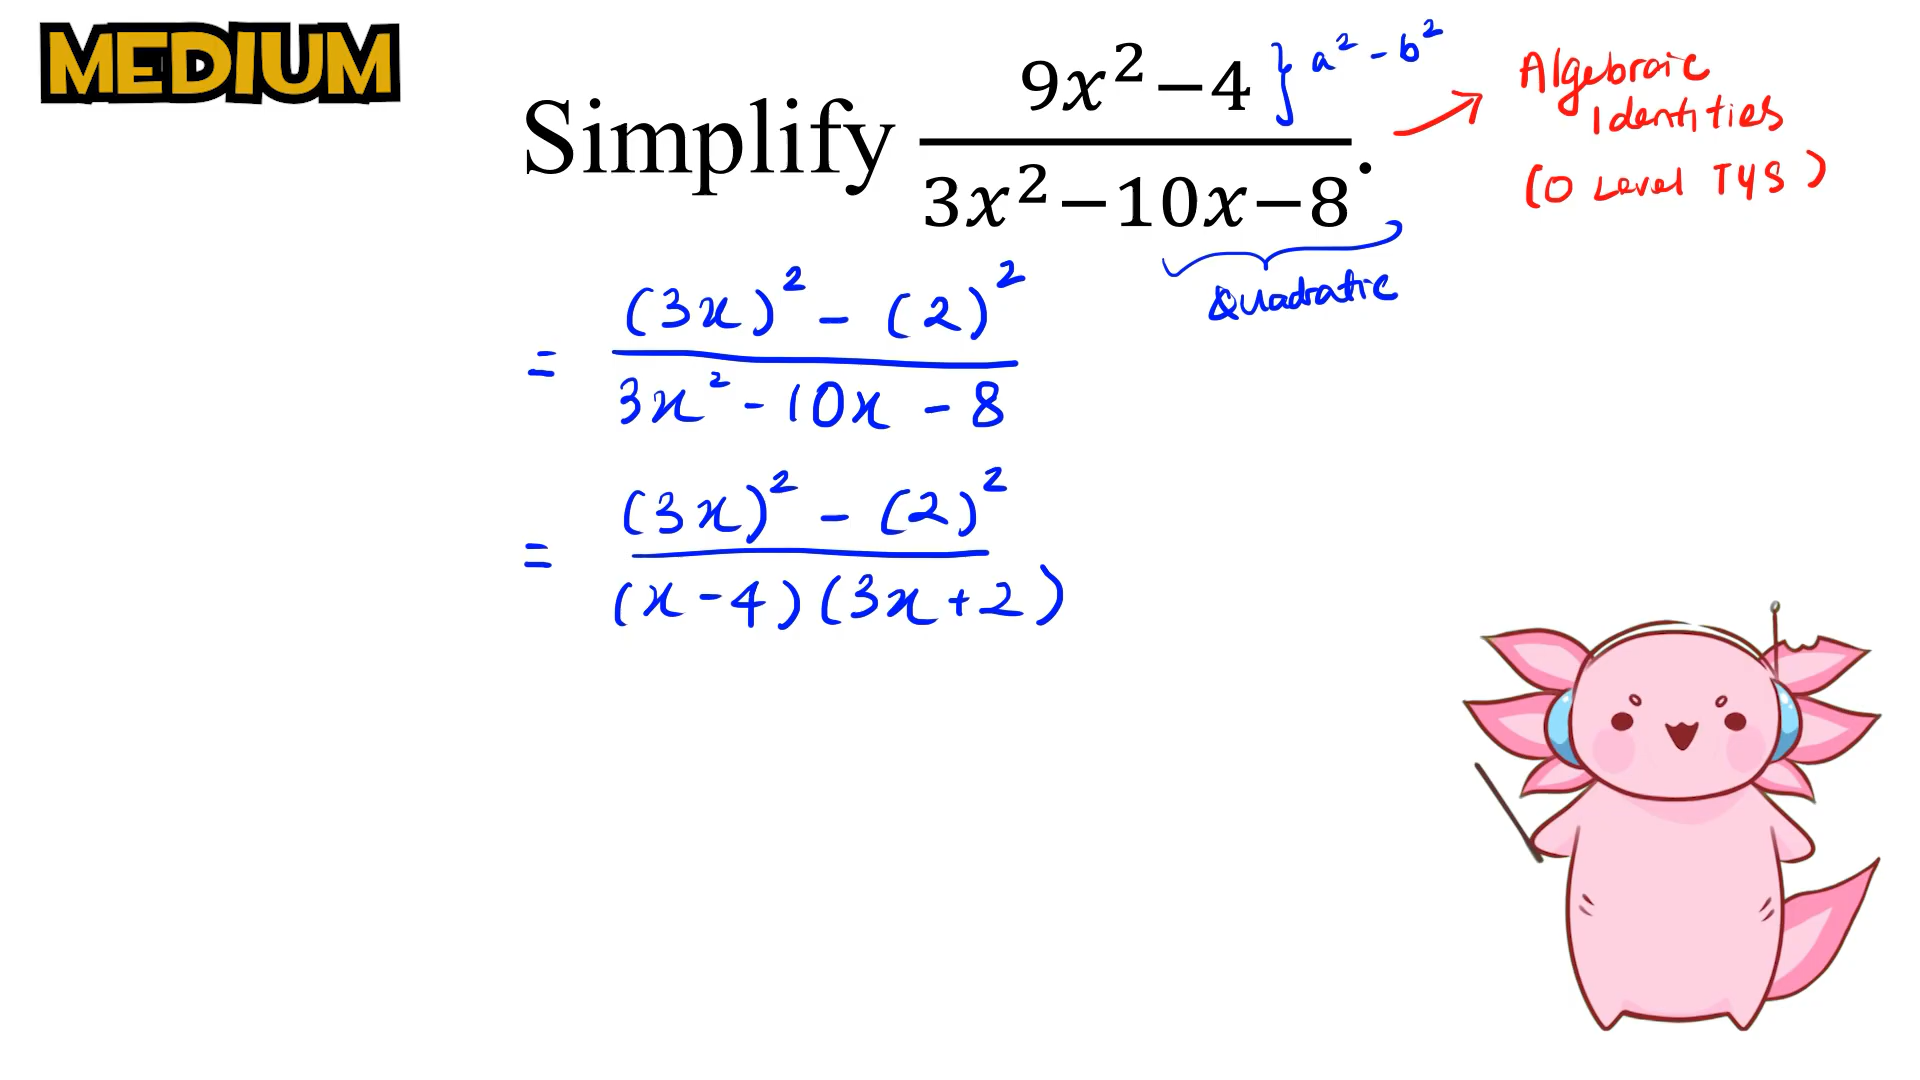 MEDIUM
Simplify 9x² − 4 / 3x² − 10x − 8 .
} a² - b²
Algebraic
Identities
(O Level TYS)
Quadratic
= (3x)² - (2)² / 3x² - 10x - 8
= (3x)² - (2)² / (x - 4)(3x + 2)